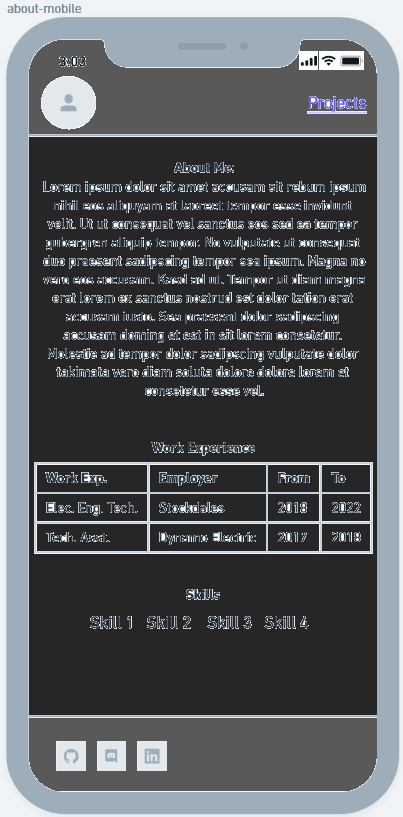 about-mobile
3:03
Projects
About Me:
Lorem ipsum dolor sit amet accusam sit rebum ipsum
nihil eos aliquyam at laoreet tempor esse invidunt
velit. Ut ut consequat vel sanctus eos sed ea tempor
gubergren aliquip tempor. No vulputate ut consequat
duo praesent sadipscing tempor sea ipsum. Magna no
vero eos accusam. Kasd ad ut. Tempor ut diam magna
erat lorem ex sanctus nostrud est dolor tation erat
accusam iusto. Sea praesent dolor sadipscing
accusam doming et est in sit lorem consetetur.
Molestie ad tempor dolor sadipscing vulputate dolor
takimata vero diam soluta dolore dolore lorem at
consetetur esse vel.
Work Experience
Work Exp. Employer From To
Elec. Eng. Tech. Stockdales 2018 2022
Tech. Asst. Dynamo Electric 2017 2018
Skills
Skill 1 Skill 2 Skill 3 Skill 4